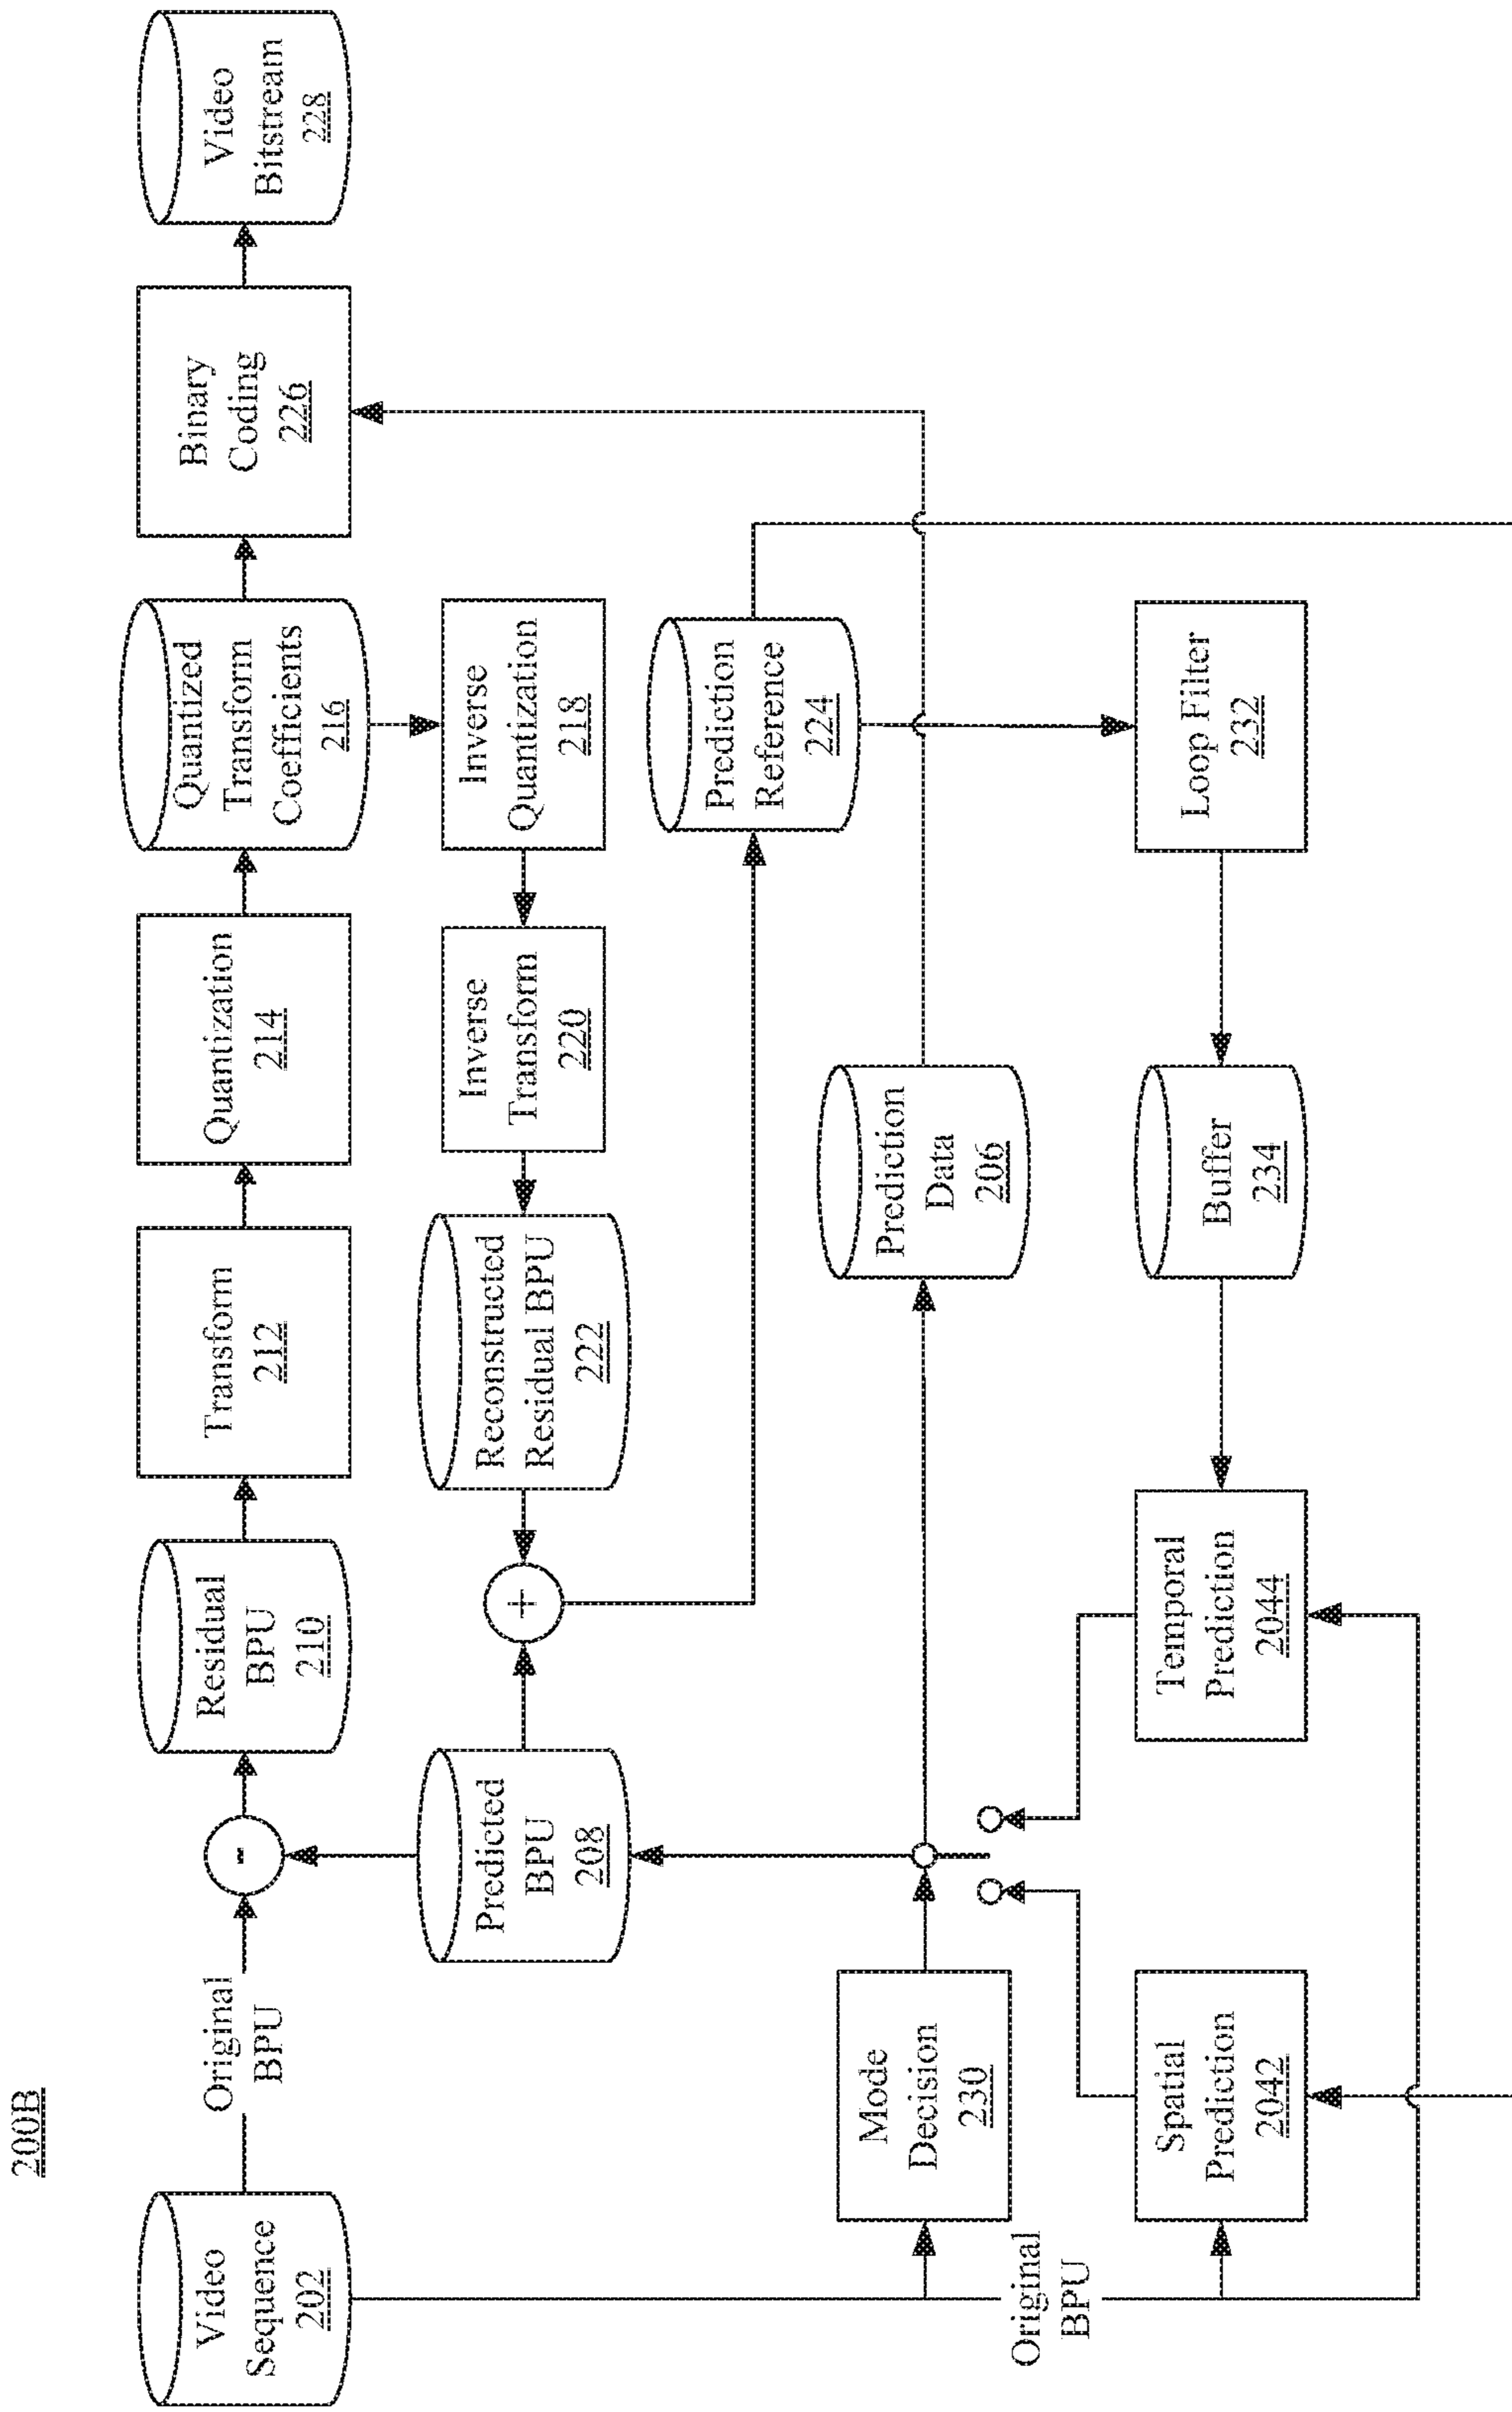 200B
Video
Sequence
202
Original
BPU
Residual
BPU
210
Transform
212
Quantization
214
Quantized
Transform
Coefficients
216
Binary
Coding
226
Video
Bitstream
228
-
Predicted
BPU
208
+
Reconstructed
Residual BPU
222
Inverse
Transform
220
Inverse
Quantization
218
Prediction
Reference
224
Mode
Decision
230
Prediction
Data
206
Original
BPU
Spatial
Prediction
2042
Temporal
Prediction
2044
Buffer
234
Loop Filter
232